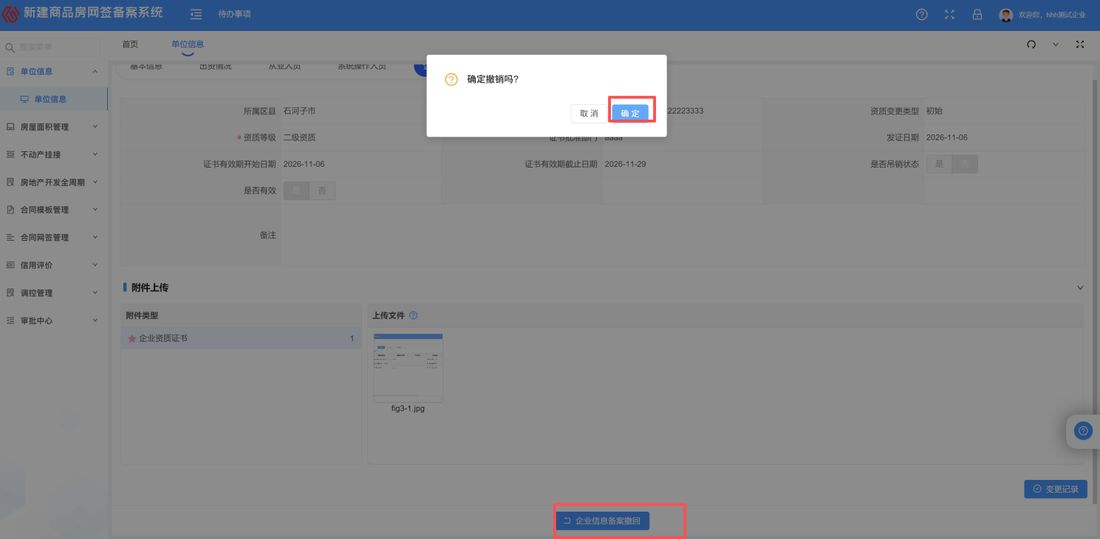 新建商品房网签备案系统
待办事项
欢迎您，hhh测试企业
搜索菜单
首页
单位信息
单位信息
单位信息
房屋面积管理
不动产挂接
房地产开发全周期
合同模板管理
合同网签管理
信用评价
调控管理
审批中心
基本信息
出资情况
从业人员
系统操作人员
确定撤销吗?
取 消
确 定
所属区县
石河子市
22223333
资质变更类型
初始
* 资质等级
二级资质
证书批准部门
aaaa
发证日期
2026-11-06
证书有效期开始日期
2026-11-06
证书有效期截止日期
2026-11-29
是否吊销状态
是
否
是否有效
是
否
备注
附件上传
附件类型
企业资质证书
1
上传文件
fig3-1.jpg
变更记录
企业信息备案撤回